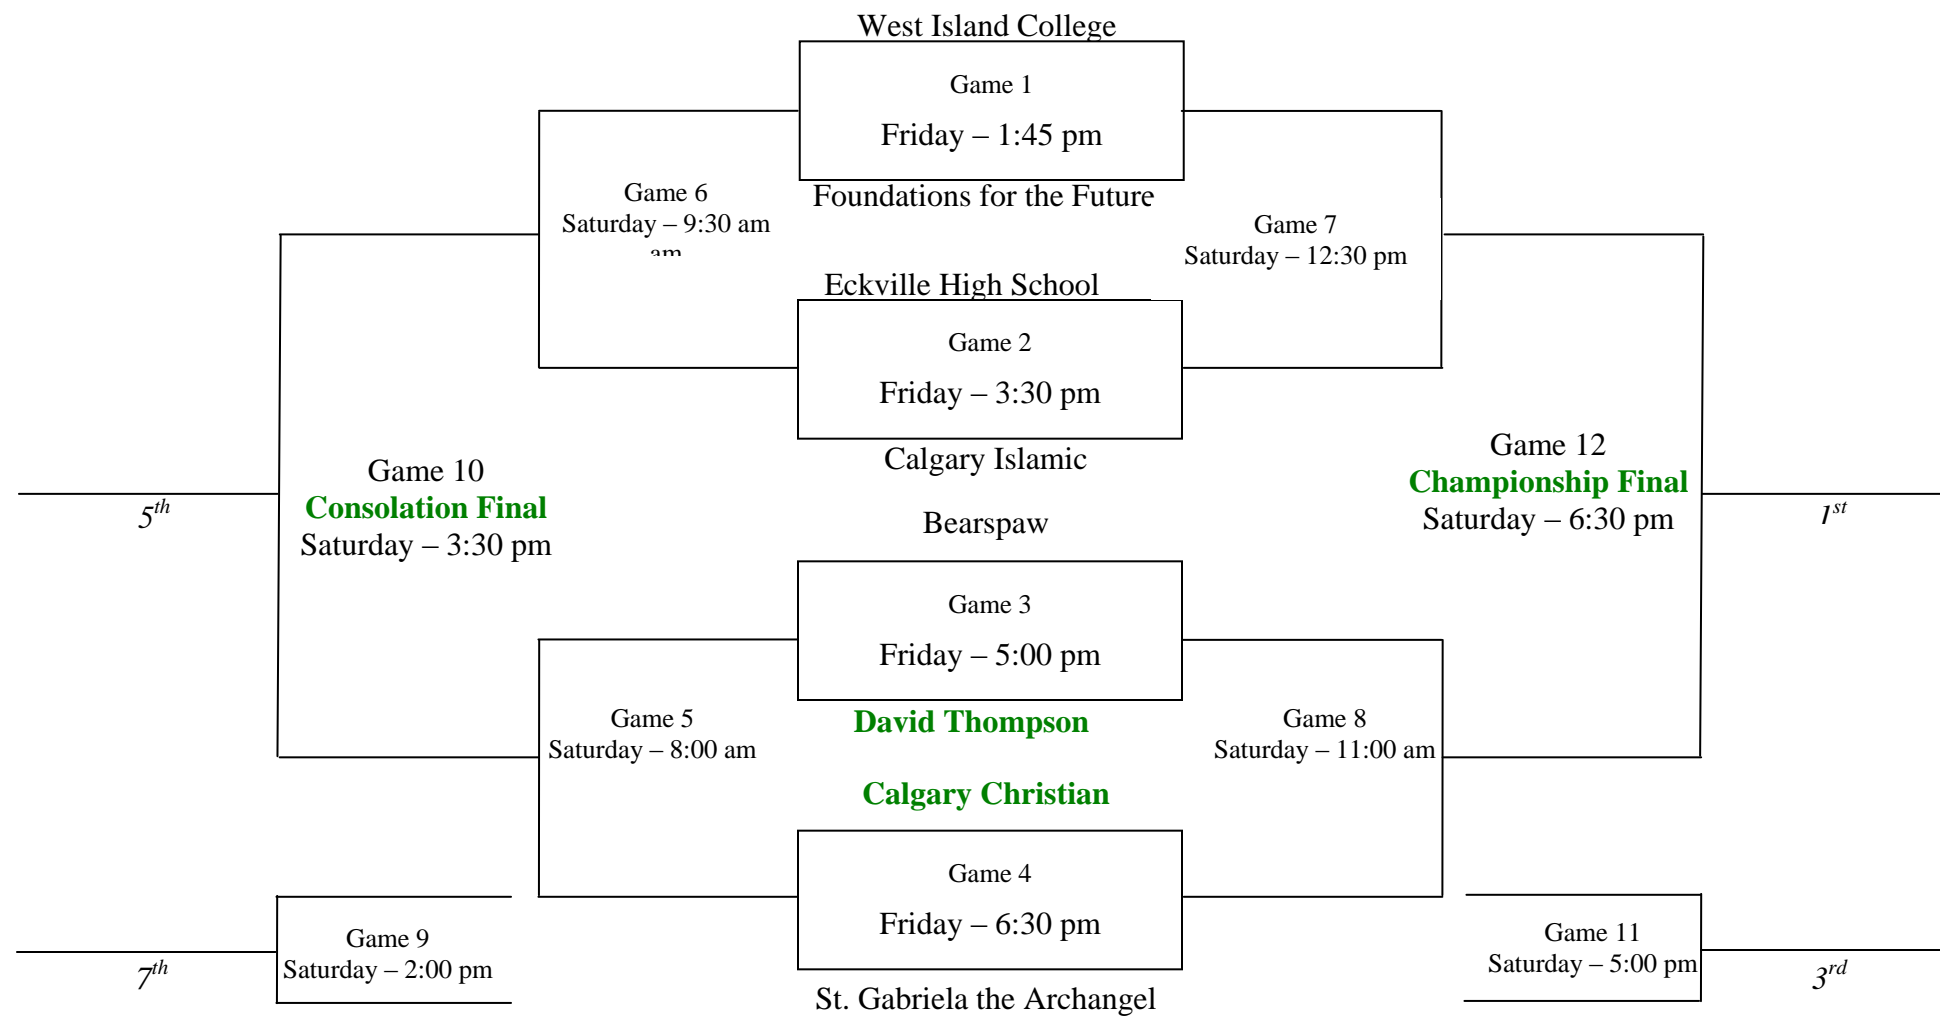 West Island College
Game 1
Friday – 1:45 pm
Foundations for the Future
Game 6
Saturday – 9:30 am
am
Game 7
Saturday – 12:30 pm
Eckville High School
Game 2
Friday – 3:30 pm
Calgary Islamic
Game 10
Consolation Final
Saturday – 3:30 pm
5th
Game 12
Championship Final
Saturday – 6:30 pm
1st
Bearspaw
Game 3
Friday – 5:00 pm
David Thompson
Game 5
Saturday – 8:00 am
Game 8
Saturday – 11:00 am
Calgary Christian
Game 4
Friday – 6:30 pm
St. Gabriela the Archangel
Game 9
Saturday – 2:00 pm
7th
Game 11
Saturday – 5:00 pm
3rd